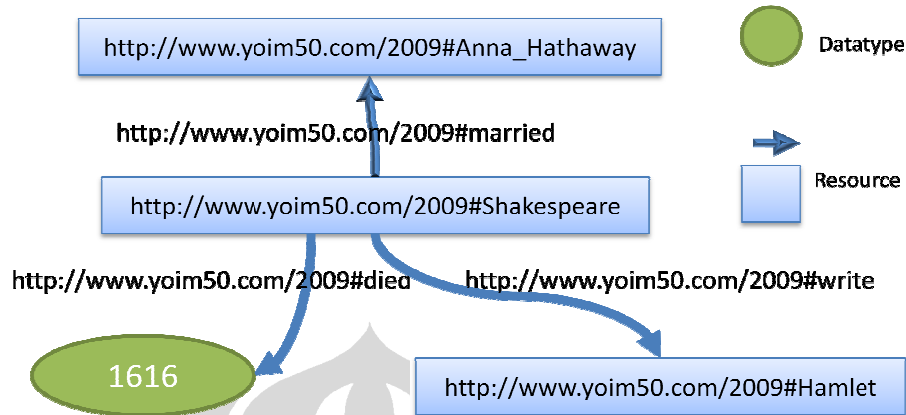 http://www.yoim50.com/2009#Anna_Hathaway
Datatype
http://www.yoim50.com/2009#married
Resource
http://www.yoim50.com/2009#Shakespeare
http://www.yoim50.com/2009#died
http://www.yoim50.com/2009#write
1616
http://www.yoim50.com/2009#Hamlet